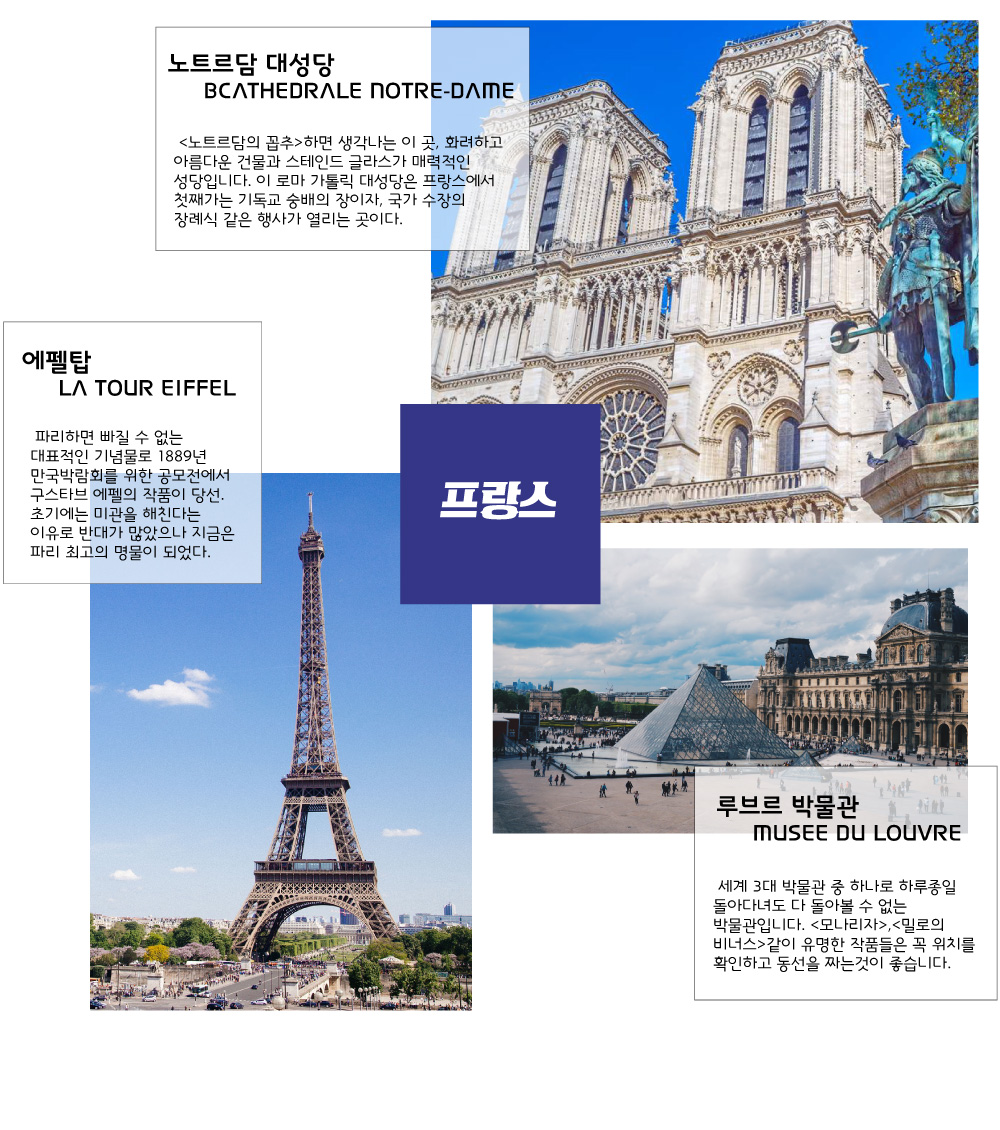 노트르담 대성당
BCATHEDRALE NOTRE-DAME
<노트르담의 꼽추>하면 생각나는 이 곳, 화려하고
아름다운 건물과 스테인드 글라스가 매력적인
성당입니다. 이 로마 가톨릭 대성당은 프랑스에서
첫째가는 기독교 숭배의 장이자, 국가 수장의
장례식 같은 행사가 열리는 곳이다.
에펠탑
LA TOUR EIFFEL
파리하면 빠질 수 없는
대표적인 기념물로 1889년
만국박람회를 위한 공모전에서
구스타브 에펠의 작품이 당선.
초기에는 미관을 해친다는
이유로 반대가 많았으나 지금은
파리 최고의 명물이 되었다.
프랑스
루브르 박물관
MUSEE DU LOUVRE
세계 3대 박물관 중 하나로 하루종일
돌아다녀도 다 돌아볼 수 없는
박물관입니다. <모나리자>,<밀로의
비너스>같이 유명한 작품들은 꼭 위치를
확인하고 동선을 짜는것이 좋습니다.